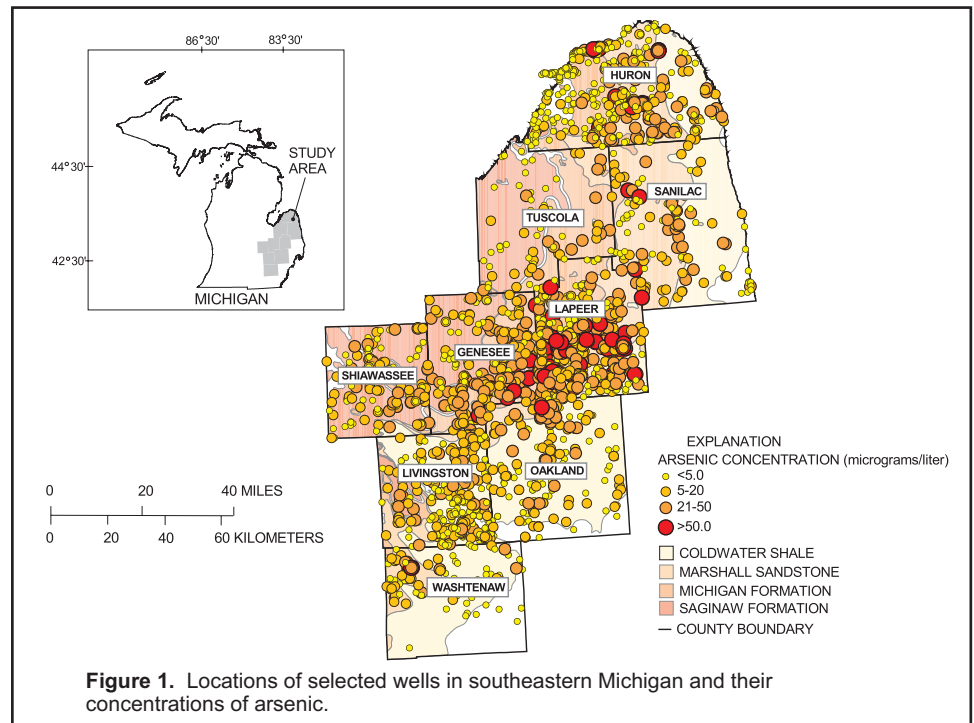 86°30'
83°30'
44°30'
42°30'
STUDY
AREA
MICHIGAN
HURON
SANILAC
TUSCOLA
LAPEER
GENESEE
SHIAWASSEE
LIVINGSTON
OAKLAND
WASHTENAW
0 20 40 MILES
0 20 40 60 KILOMETERS
EXPLANATION
ARSENIC CONCENTRATION (micrograms/liter)
<5.0
5-20
21-50
>50.0
COLDWATER SHALE
MARSHALL SANDSTONE
MICHIGAN FORMATION
SAGINAW FORMATION
COUNTY BOUNDARY
Figure 1. Locations of selected wells in southeastern Michigan and their
concentrations of arsenic.